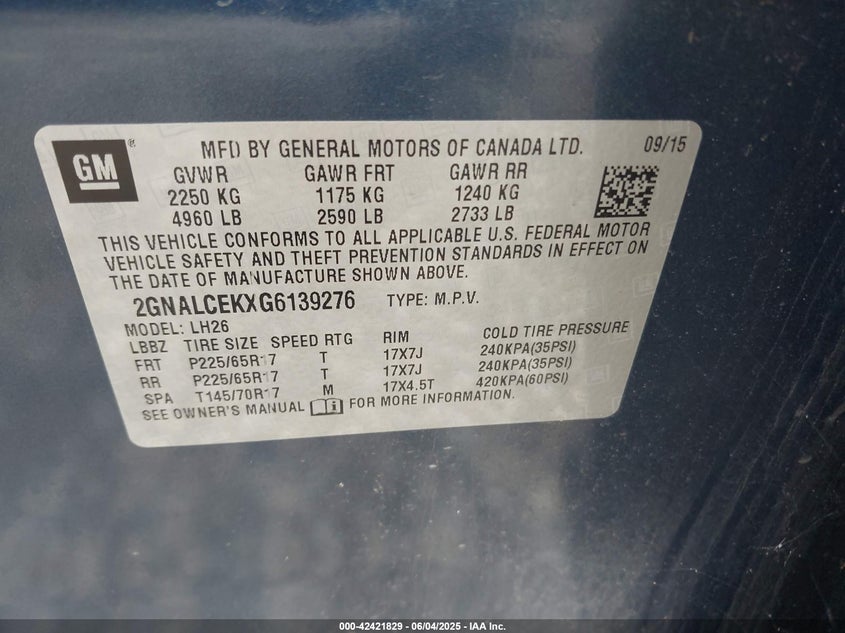 GM ®
MFD BY GENERAL MOTORS OF CANADA LTD. 09/15
GVWR GAWR FRT GAWR RR
2250 KG 1175 KG 1240 KG
4960 LB 2590 LB 2733 LB
THIS VEHICLE CONFORMS TO ALL APPLICABLE U.S. FEDERAL MOTOR
VEHICLE SAFETY AND THEFT PREVENTION STANDARDS IN EFFECT ON
THE DATE OF MANUFACTURE SHOWN ABOVE.
2GNALCEKXG6139276 TYPE: M.P.V.
MODEL: LH26
LBBZ TIRE SIZE SPEED RTG RIM COLD TIRE PRESSURE
FRT P225/65R17 T 17X7J 240KPA(35PSI)
RR P225/65R17 T 17X7J 240KPA(35PSI)
SPA T145/70R17 M 17X4.5T 420KPA(60PSI)
SEE OWNER'S MANUAL FOR MORE INFORMATION.
000-42421829 - 06/04/2025 - IAA Inc.